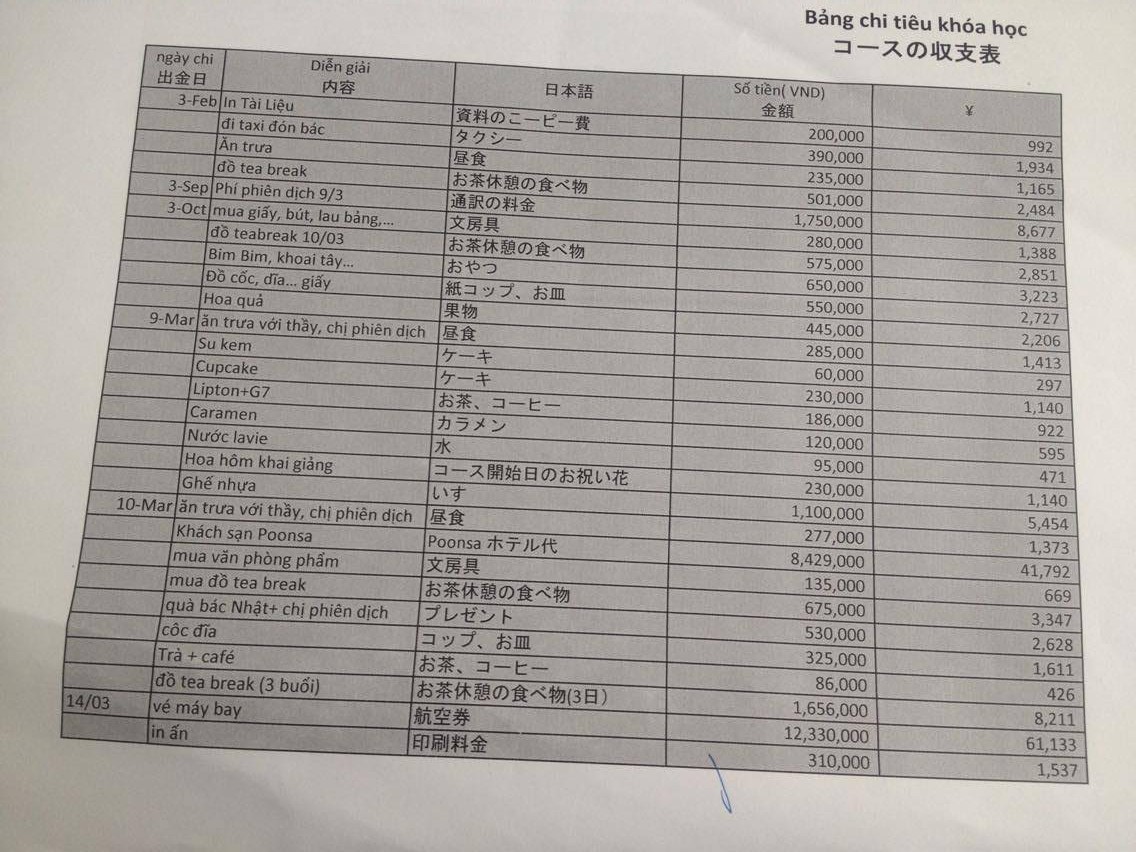 Bảng chi tiêu khóa học
コースの収支表
ngày chi 出金日 Diễn giải 内容 日本語 Số tiền( VND) 金額 ¥
3-Feb In Tài Liệu 資料のこーピー費 200,000 992
đi taxi đón bác タクシー 390,000 1,934
Ăn trưa 昼食 235,000 1,165
đồ tea break お茶休憩の食べ物 501,000 2,484
3-Sep Phí phiên dịch 9/3 通訳の料金 1,750,000 8,677
3-Oct mua giấy, bút, lau bảng,... 文房具 280,000 1,388
đồ teabreak 10/03 お茶休憩の食べ物 575,000 2,851
Bim Bim, khoai tây... おやつ 650,000 3,223
Đồ cốc, dĩa... giấy 紙コップ、お皿 550,000 2,727
Hoa quả 果物 445,000 2,206
9-Mar ăn trưa với thầy, chị phiên dịch 昼食 285,000 1,413
Su kem ケーキ 60,000 297
Cupcake ケーキ 230,000 1,140
Lipton+G7 お茶、コーヒー 186,000 922
Caramen カラメン 120,000 595
Nước lavie 水 95,000 471
Hoa hôm khai giảng コース開始日のお祝い花 230,000 1,140
Ghế nhựa いす 1,100,000 5,454
10-Mar ăn trưa với thầy, chị phiên dịch 昼食 277,000 1,373
Khách sạn Poonsa Poonsa ホテル代 8,429,000 41,792
mua văn phòng phẩm 文房具 135,000 669
mua đồ tea break お茶休憩の食べ物 675,000 3,347
quà bác Nhật+ chị phiên dịch プレゼント 530,000 2,628
côc đĩa コップ、お皿 325,000 1,611
Trà + café お茶、コーヒー 86,000 426
đồ tea break (3 buổi) お茶休憩の食べ物(3日） 1,656,000 8,211
14/03 vé máy bay 航空券 12,330,000 61,133
in ấn 印刷料金 310,000 1,537